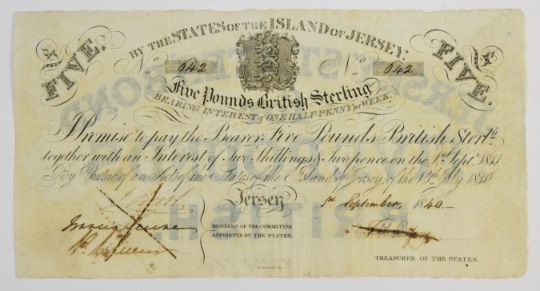 BY THE STATES OF THE ISLAND OF JERSEY.
FIVE. £5 No 642 No 642 £5 FIVE.
Five Pounds British Sterling
BEARING INTEREST of ONE HALF-PENNY per WEEK.
I Promise to pay the Bearer Five Pounds British Sterl.g
together with an Interest of Two Shillings & Twopence on the 1st Sept. 1841
By Order of an Act of the States of the Island of Jersey, of the
Jersey 1st September, 1840
MEMBERS OF THE COMMITTEE
APPOINTED BY THE STATES.
TREASURER OF THE STATES.